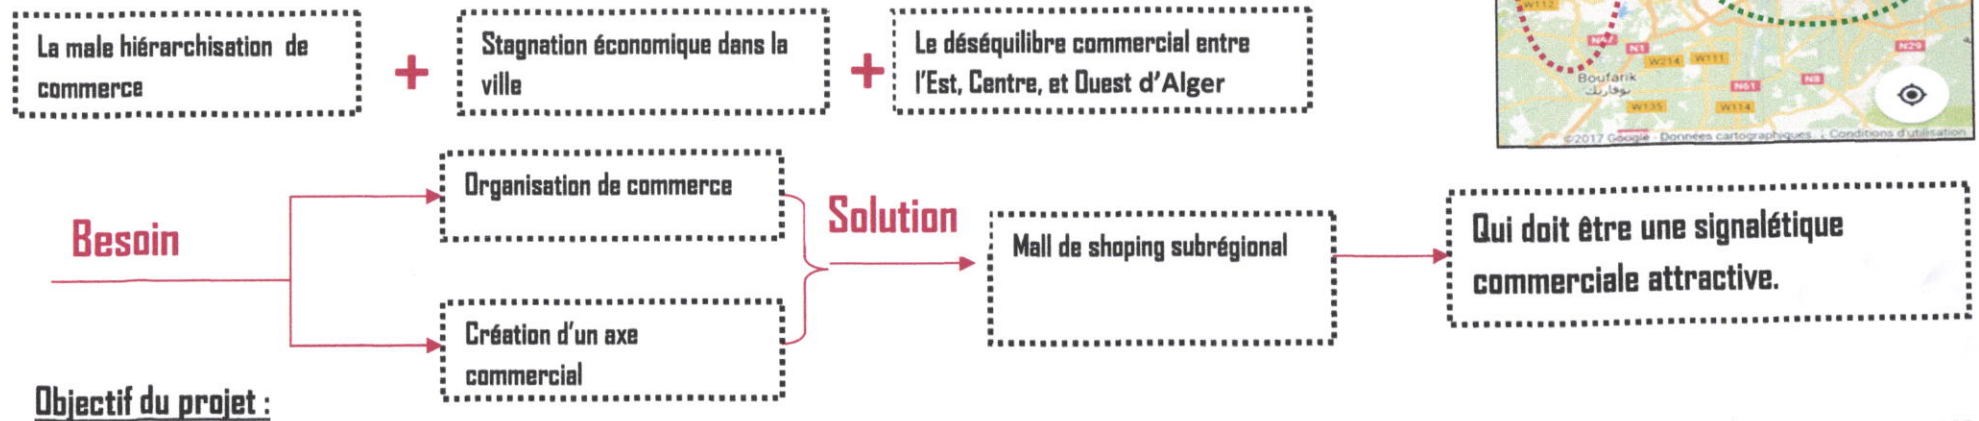 La male hiérarchisation de
commerce
+
Stagnation économique dans la
ville
+
Le déséquilibre commercial entre
l'Est, Centre, et Ouest d'Alger
W112
N1
N29
W214
W111
Boufarik
بوفاريك
N61
N8
W135
W114
©2017 Google - Données cartographiques
Conditions d'utilisation
Besoin
Organisation de commerce
Création d'un axe
commercial
Solution
Mall de shoping subrégional
Qui doit être une signalétique
commerciale attractive.
Objectif du projet :